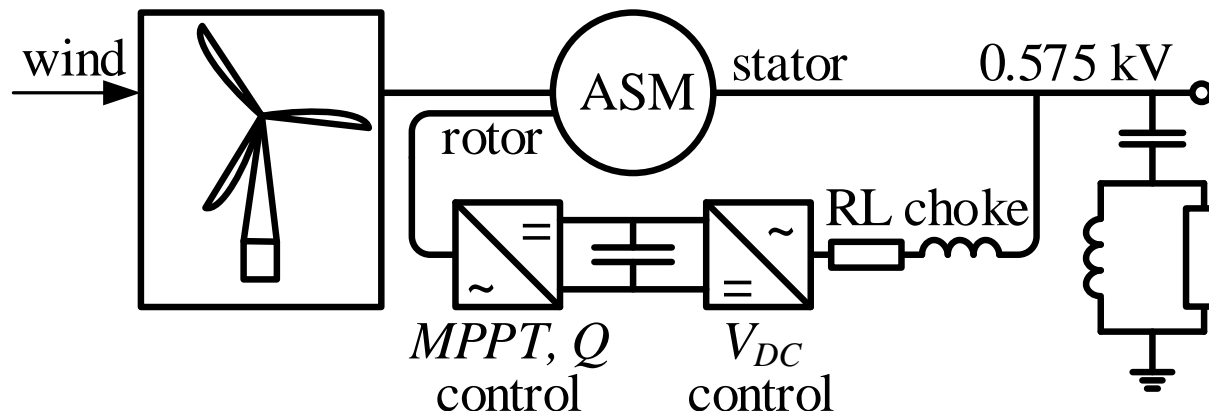 wind
ASM
stator
0.575 kV
rotor
RL choke
=
~
~
=
MPPT, Q
control
V_DC
control